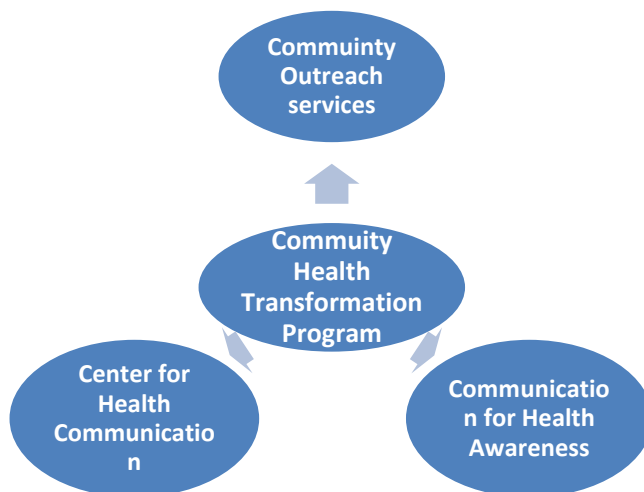 Commuinty
Outreach
services
Commuity
Health
Transformation
Program
Center for
Health
Communicatio
n
Communicatio
n for Health
Awareness